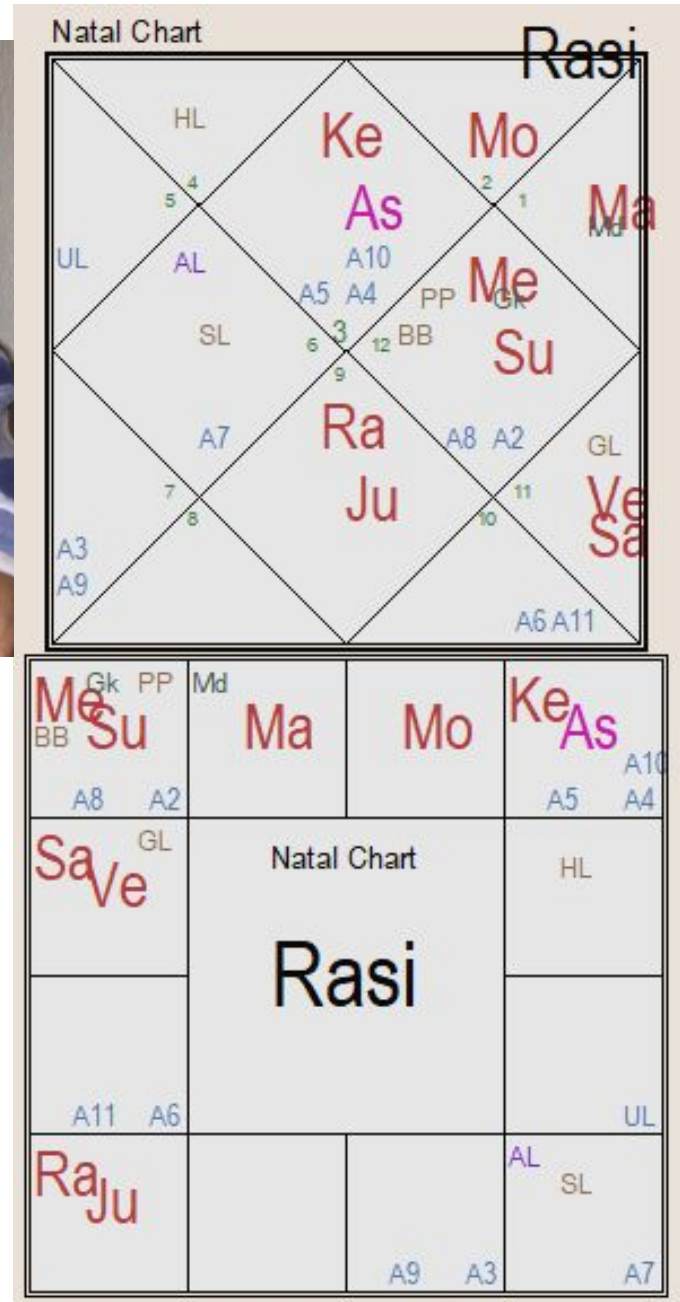 Natal Chart
Rasi
HL Ke Mo
4 2
5 1
As Ma
Md
UL AL A10 Me
A5 A4 PP Gk
SL 6 3 12 BB Su
9
Ra
A7 A8 A2 GL
7 11 Ve
Ju
8 10 Sa
A3
A9
A6 A11
Me Gk PP Md Ke
BB Su Ma Mo As
A10
A8 A2 A5 A4
Sa GL
Ve Natal Chart HL
Rasi
A11 A6 UL
Ra AL
Ju SL
A9 A3 A7